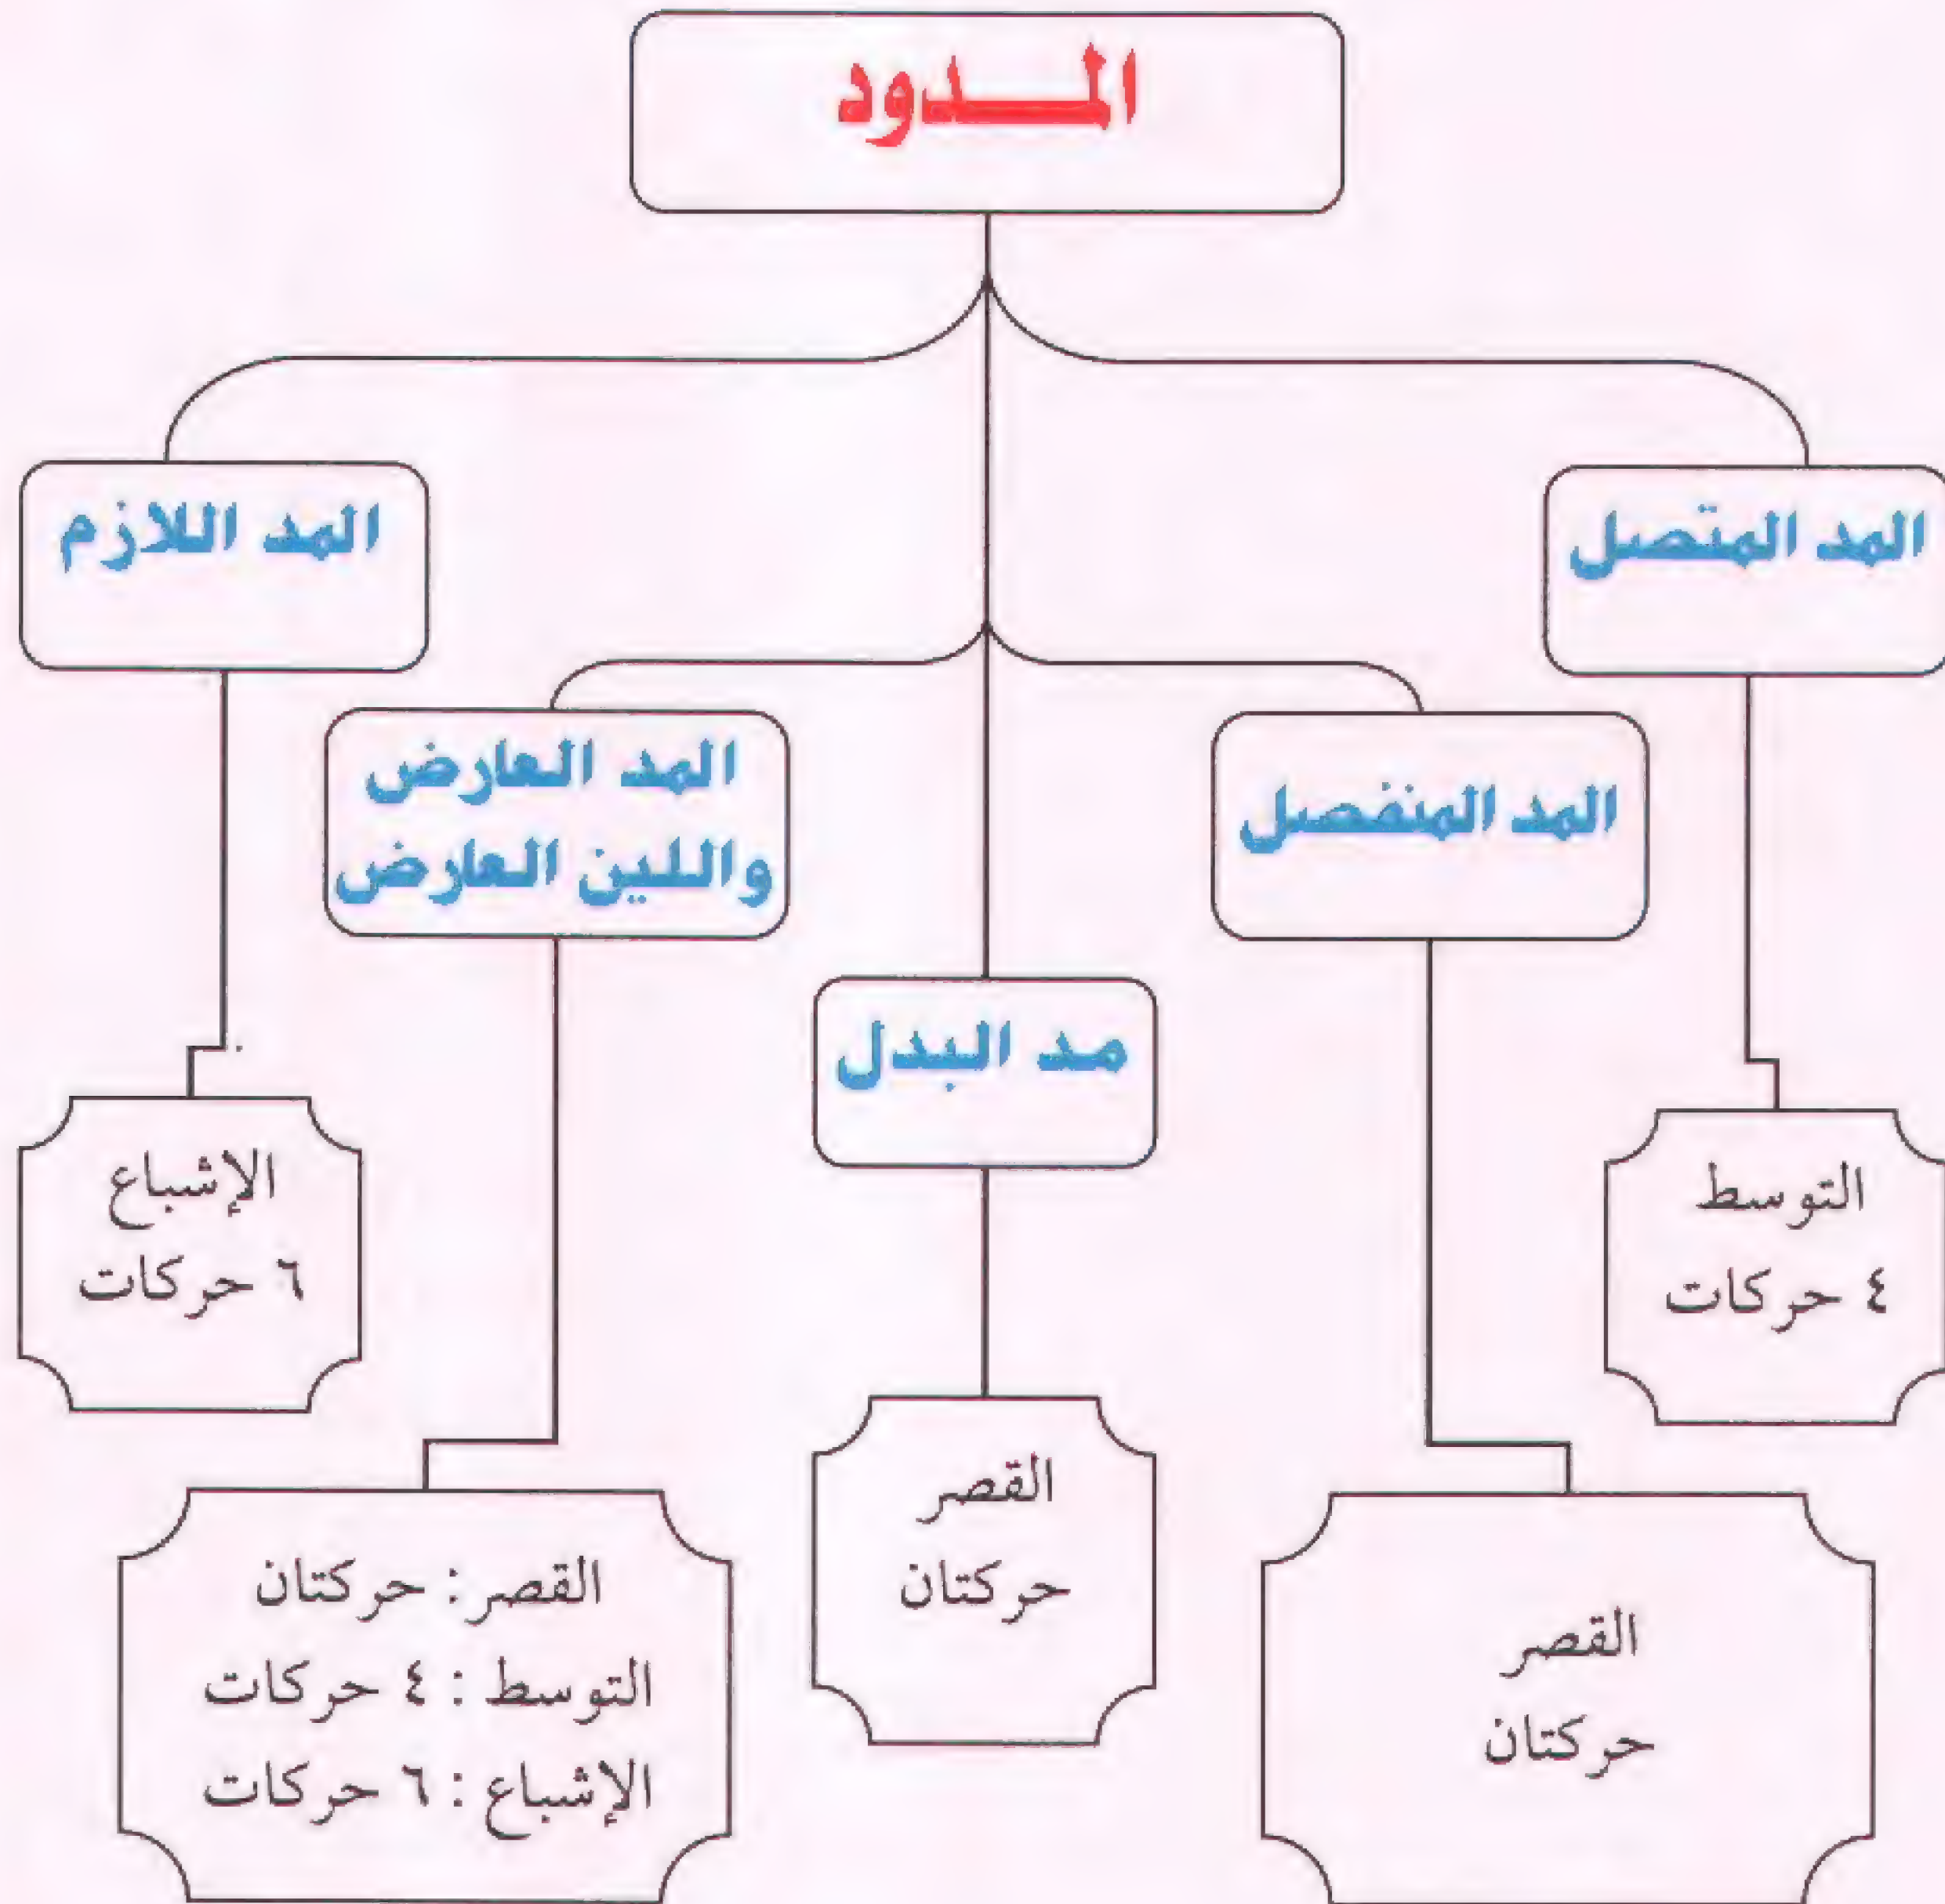 المــدود
المد المتصل
المد اللازم
المد المنفصل
المد العارض
واللين العارض
مد البدل
التوسط
٤ حركات
الإشباع
٦ حركات
القصر
حركتان
القصر
حركتان
القصر : حركتان
التوسط : ٤ حركات
الإشباع : ٦ حركات